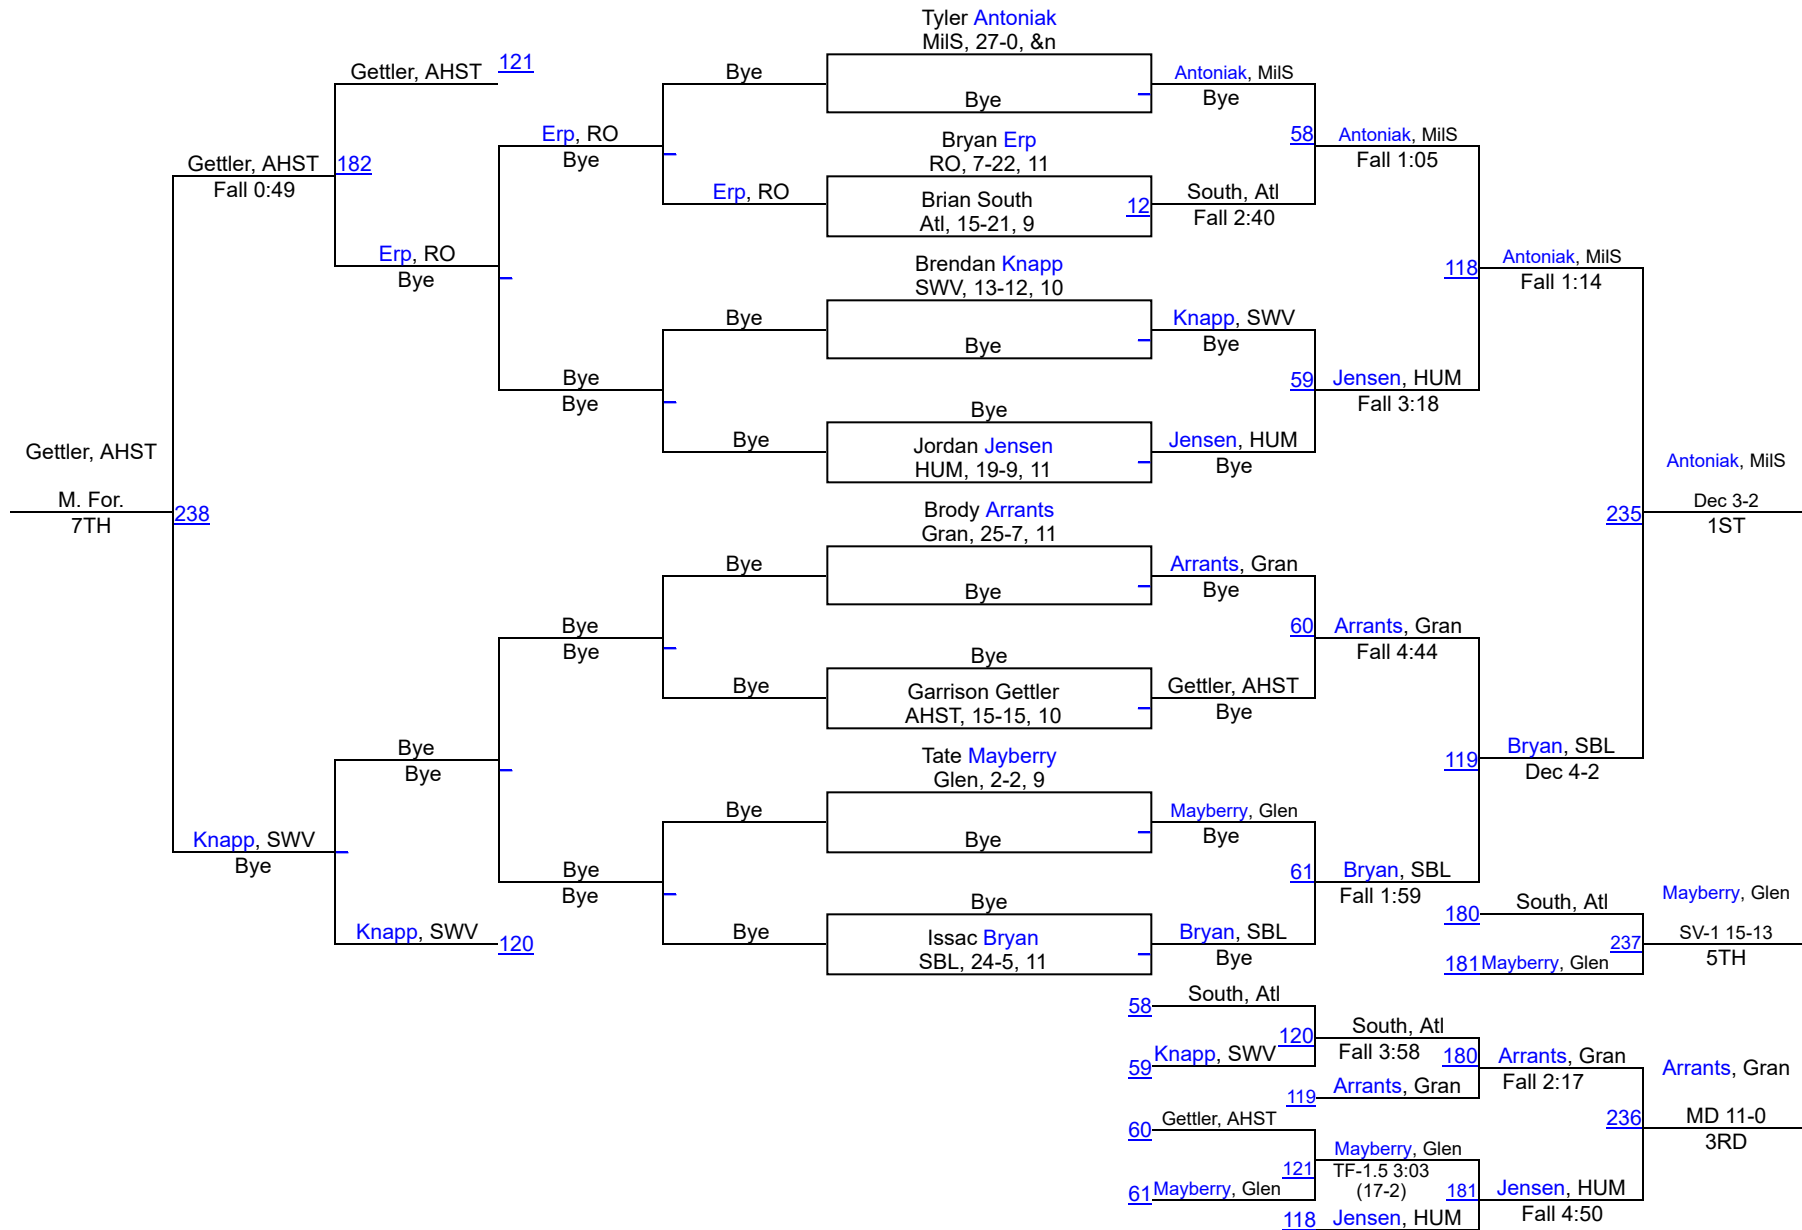 Tyler Antoniak
MilS, 27-0, &n
Gettler, AHST 121
Bye
Antoniak, MilS
Bye
Bye
Erp, RO
Bye
Bryan Erp
RO, 7-22, 11
58 Antoniak, MilS
Fall 1:05
Gettler, AHST 182
Fall 0:49
Erp, RO
Brian South
Atl, 15-21, 9
12 South, Atl
Fall 2:40
Erp, RO
Bye
Brendan Knapp
SWV, 13-12, 10
118 Antoniak, MilS
Fall 1:14
Bye
Bye
Knapp, SWV
Bye
Bye
Bye
59 Jensen, HUM
Fall 3:18
Bye
Bye
Jordan Jensen
HUM, 19-9, 11
Jensen, HUM
Bye
Gettler, AHST
M. For.
7TH
238
Antoniak, MilS
235 Dec 3-2
1ST
Brody Arrants
Gran, 25-7, 11
Bye
Bye
Arrants, Gran
Bye
Bye
Bye
60 Arrants, Gran
Fall 4:44
Bye
Bye
Garrison Gettler
AHST, 15-15, 10
Gettler, AHST
Bye
Bye
Bye
Tate Mayberry
Glen, 2-2, 9
119 Bryan, SBL
Dec 4-2
Bye
Bye
Mayberry, Glen
Bye
Knapp, SWV
Bye
Bye
Bye
61 Bryan, SBL
Fall 1:59
Knapp, SWV 120
Bye
Bye
Issac Bryan
SBL, 24-5, 11
Bryan, SBL
Bye
180 South, Atl
181 Mayberry, Glen
237
Mayberry, Glen
SV-1 15-13
5TH
58 South, Atl
59 Knapp, SWV
120 South, Atl
Fall 3:58
119 Arrants, Gran
180 Arrants, Gran
Fall 2:17
60 Gettler, AHST
61 Mayberry, Glen
121 Mayberry, Glen
TF-1.5 3:03
(17-2)
118 Jensen, HUM
181 Jensen, HUM
Fall 4:50
236
Arrants, Gran
MD 11-0
3RD